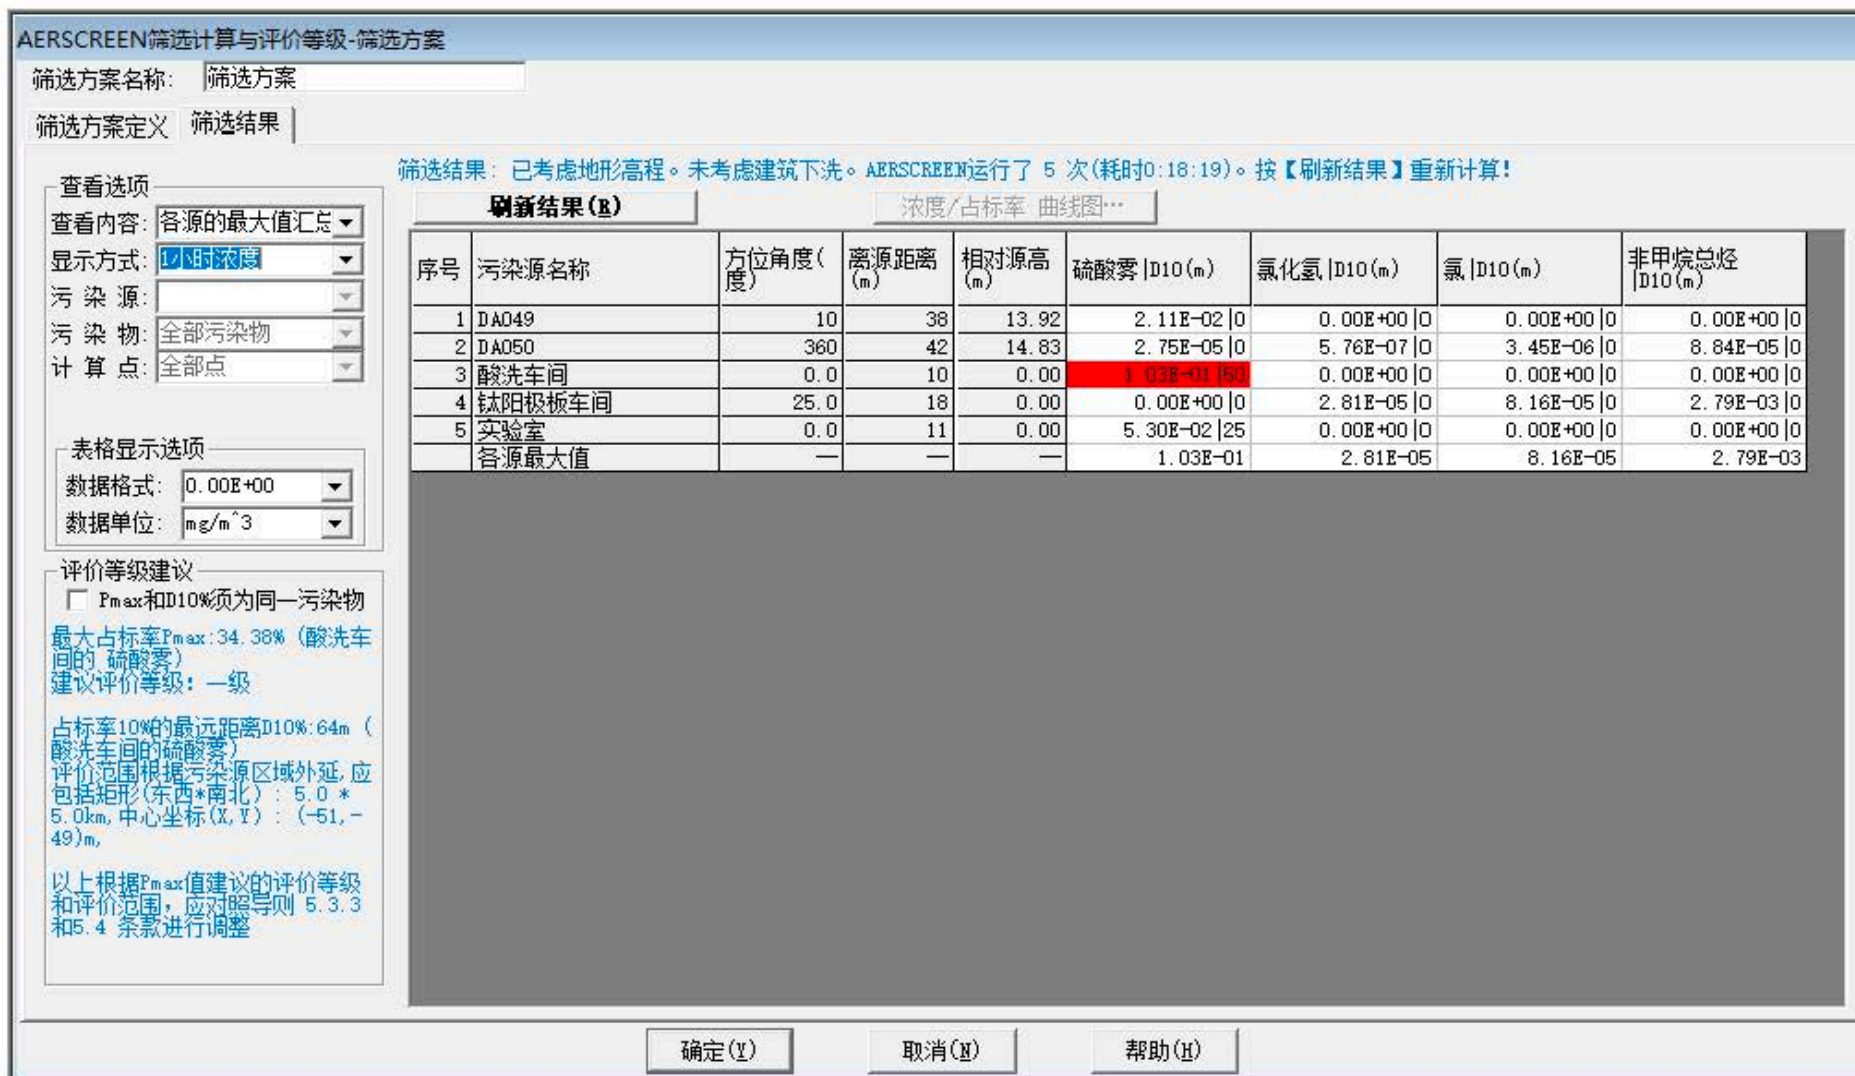 AERSCREEN筛选计算与评价等级-筛选方案
筛选方案名称: 筛选方案
筛选方案定义 筛选结果
筛选结果: 已考虑地形高程。未考虑建筑下洗。AERSCREEN运行了 5 次(耗时0:18:19)。按【刷新结果】重新计算!
刷新结果(R) 浓度/占标率 曲线图…
查看选项
查看内容: 各源的最大值汇总
显示方式: 1小时浓度
污 染 源:
污 染 物: 全部污染物
计 算 点: 全部点
表格显示选项
数据格式: 0.00E+00
数据单位: mg/m^3
评价等级建议
Pmax和D10%须为同一污染物
最大占标率Pmax:34.38% (酸洗车
间的 硫酸雾)
建议评价等级: 一级
占标率10%的最远距离D10%:64m (
酸洗车间的硫酸雾)
评价范围根据污染源区域外延,应
包括矩形(东西*南北) : 5.0 *
5.0km,中心坐标(X,Y) : (-51,-
49)m,
以上根据Pmax值建议的评价等级
和评价范围, 应对照导则 5.3.3
和5.4 条款进行调整
序号 污染源名称 方位角度(度) 离源距离(m) 相对源高(m) 硫酸雾|D10(m) 氯化氢|D10(m) 氯|D10(m) 非甲烷总烃|D10(m)
1 DA049 10 38 13.92 2.11E-02|0 0.00E+00|0 0.00E+00|0 0.00E+00|0
2 DA050 360 42 14.83 2.75E-05|0 5.76E-07|0 3.45E-06|0 8.84E-05|0
3 酸洗车间 0.0 10 0.00 1.03E-01|50 0.00E+00|0 0.00E+00|0 0.00E+00|0
4 钛阳极板车间 25.0 18 0.00 0.00E+00|0 2.81E-05|0 8.16E-05|0 2.79E-03|0
5 实验室 0.0 11 0.00 5.30E-02|25 0.00E+00|0 0.00E+00|0 0.00E+00|0
各源最大值 — — — 1.03E-01 2.81E-05 8.16E-05 2.79E-03
确定(Y) 取消(N) 帮助(H)